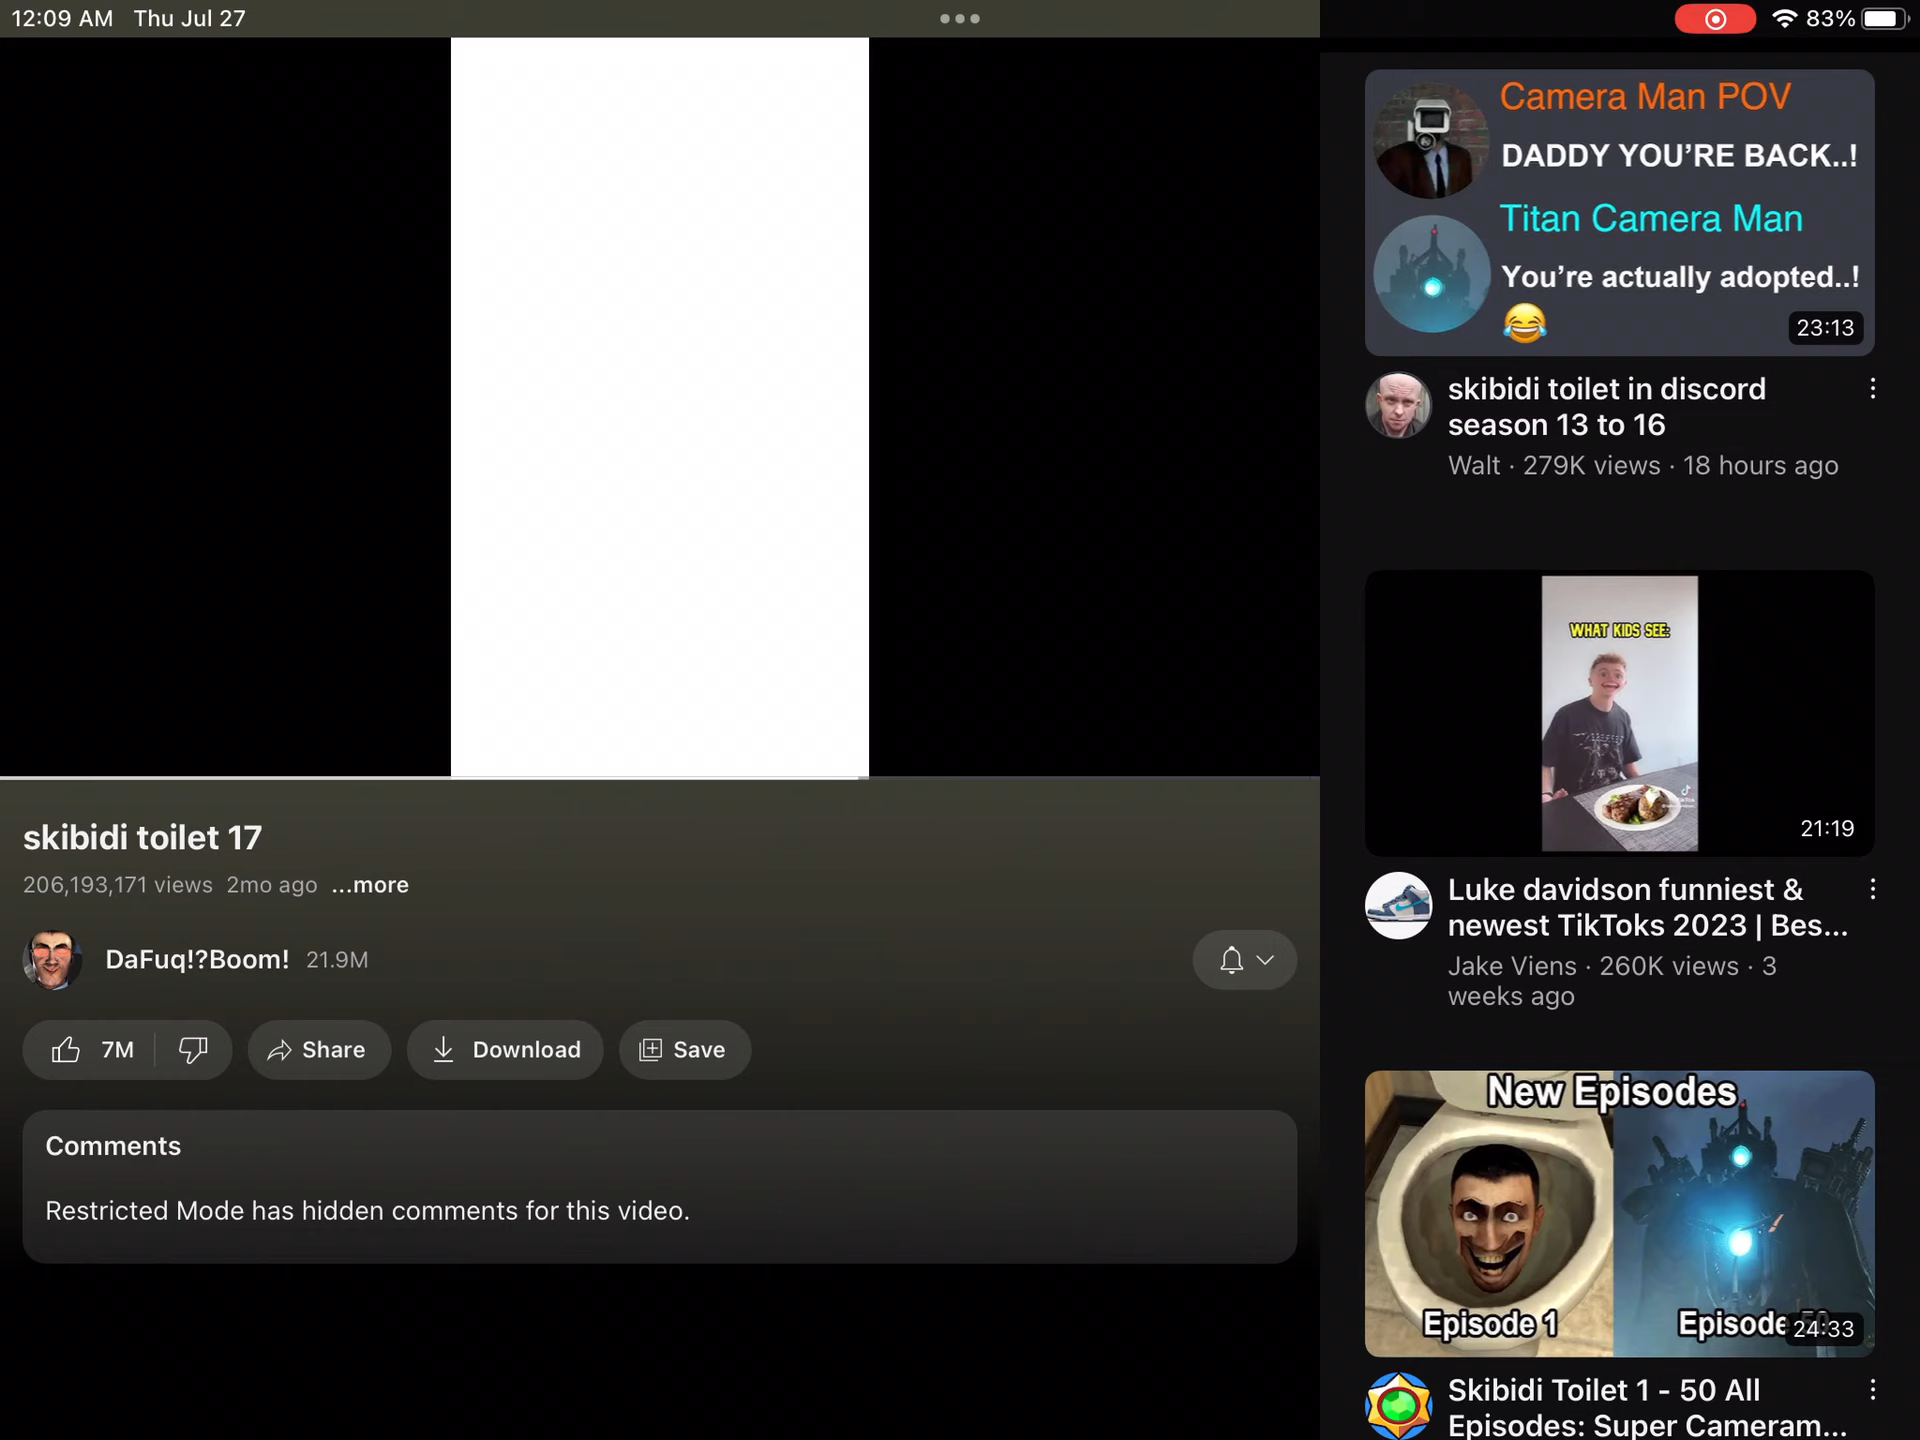 12:09 AM Thu Jul 27
83%
skibidi toilet 17
206,193,171 views 2mo ago ...more
DaFuq!?Boom! 21.9M
7M
Share
Download
Save
Comments
Restricted Mode has hidden comments for this video.
Camera Man POV
DADDY YOU'RE BACK..!
Titan Camera Man
You're actually adopted..!
😂
23:13
skibidi toilet in discord
season 13 to 16
Walt · 279K views · 18 hours ago
WHAT KIDS SEE:
21:19
Luke davidson funniest &
newest TikToks 2023 | Bes...
Jake Viens · 260K views · 3
weeks ago
New Episodes
Episode 1
Episode
24:33
Skibidi Toilet 1 - 50 All
Episodes: Super Cameram...